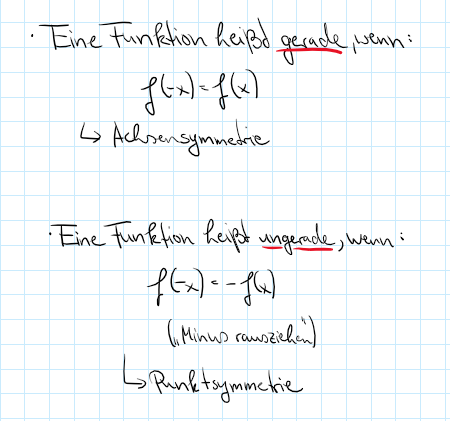 · Eine Funktion heißt gerade, wenn:
f(-x) = f(x)
↳ Achsensymmetrie
· Eine Funktion heißt ungerade, wenn:
f(-x) = -f(x)
(„Minus rausziehen“)
↳ Punktsymmetrie